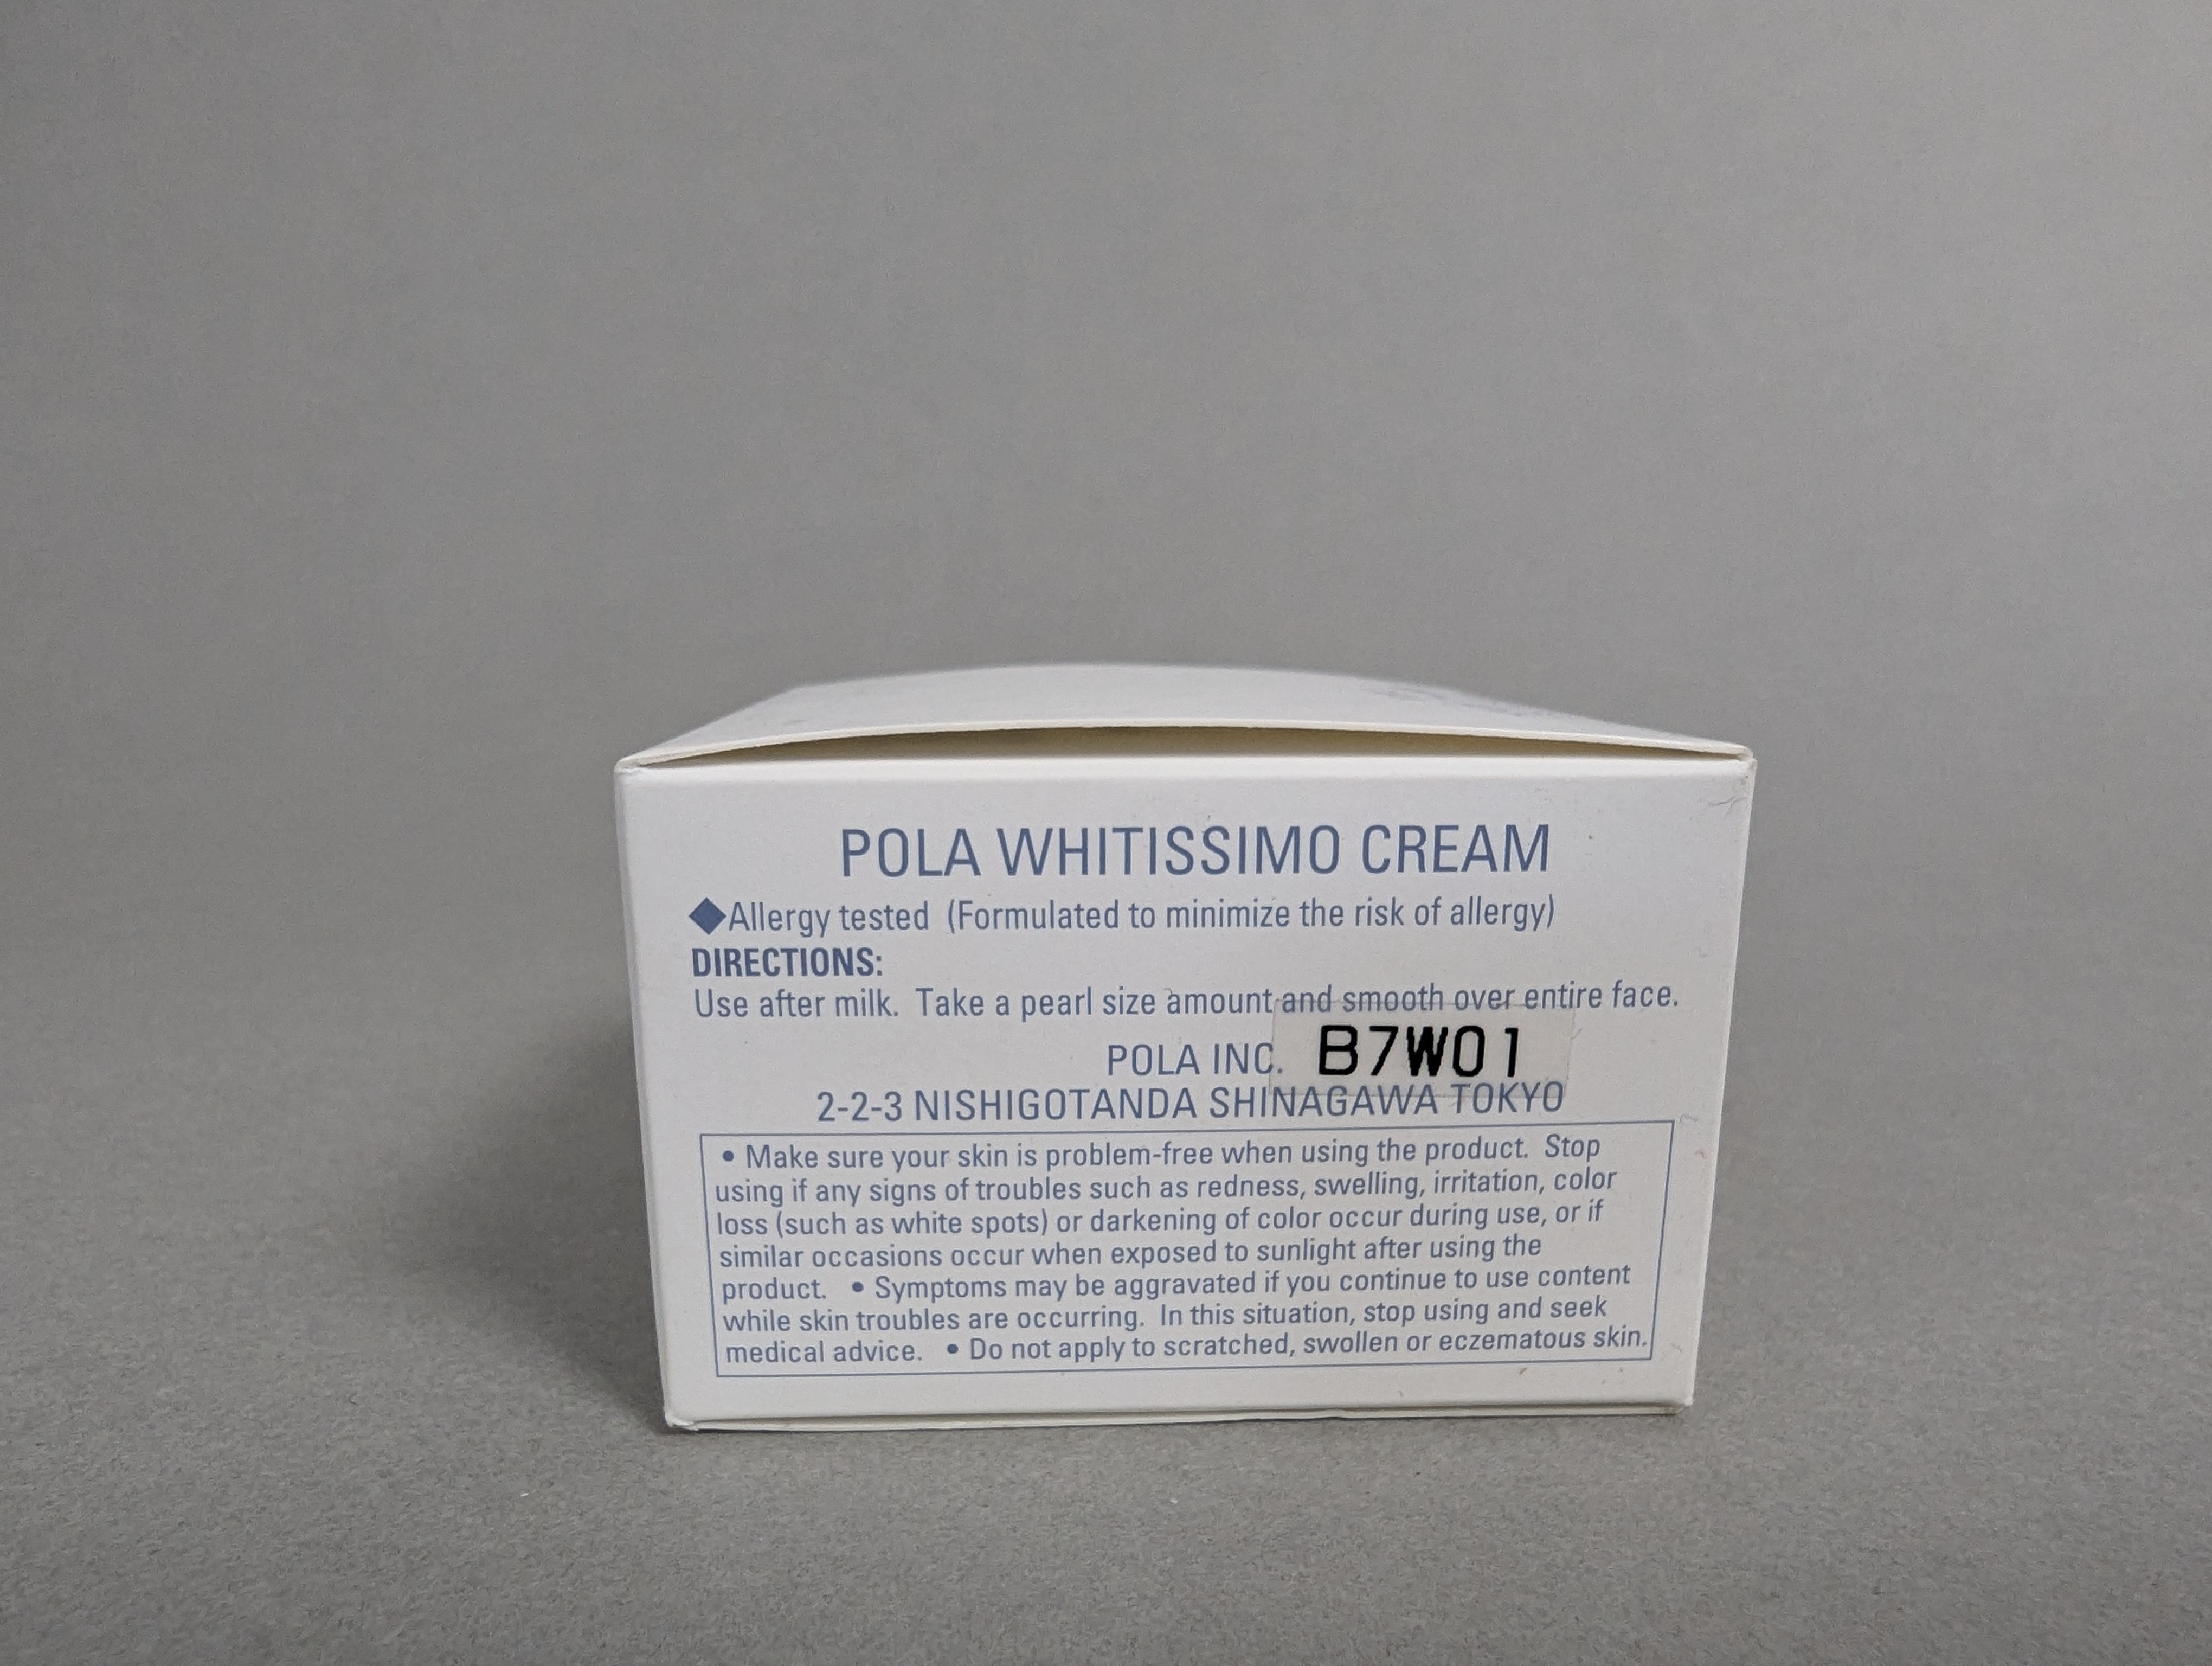 POLA WHITISSIMO CREAM
◆Allergy tested (Formulated to minimize the risk of allergy)
DIRECTIONS:
Use after milk. Take a pearl size amount and smooth over entire face.
POLA INC. B7W01
2-2-3 NISHIGOTANDA SHINAGAWA TOKYO
• Make sure your skin is problem-free when using the product. Stop
using if any signs of troubles such as redness, swelling, irritation, color
loss (such as white spots) or darkening of color occur during use, or if
similar occasions occur when exposed to sunlight after using the
product. • Symptoms may be aggravated if you continue to use content
while skin troubles are occurring. In this situation, stop using and seek
medical advice. • Do not apply to scratched, swollen or eczematous skin.